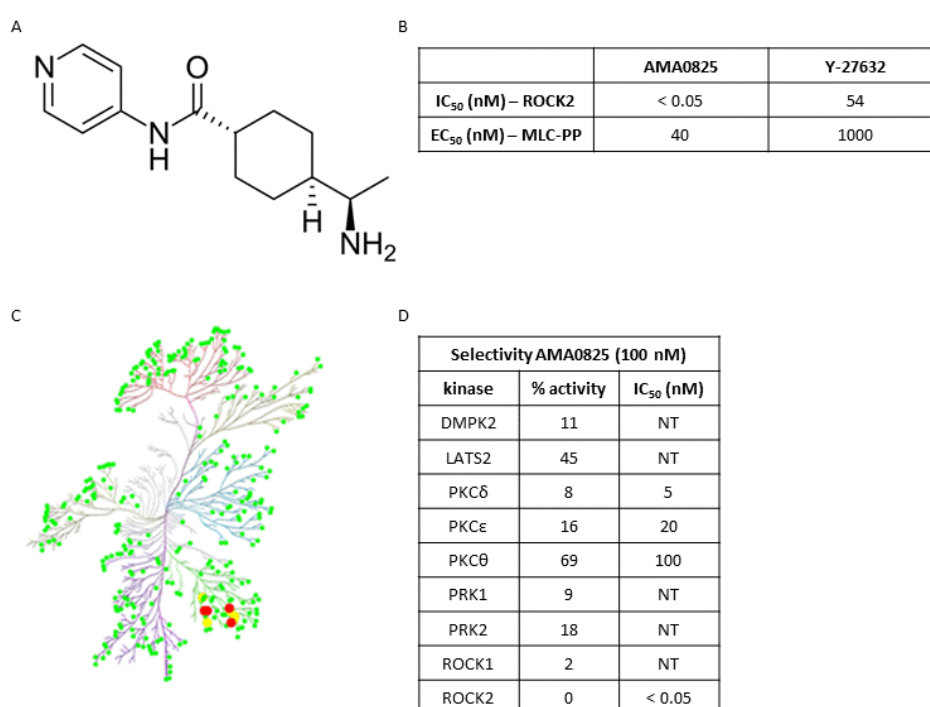 A
N
O
N
H
H
NH₂
B
AMA0825 Y-27632
IC₅₀ (nM) – ROCK2 < 0.05 54
EC₅₀ (nM) – MLC-PP 40 1000
C
D
Selectivity AMA0825 (100 nM)
kinase % activity IC₅₀ (nM)
DMPK2 11 NT
LATS2 45 NT
PKCδ 8 5
PKCε 16 20
PKCθ 69 100
PRK1 9 NT
PRK2 18 NT
ROCK1 2 NT
ROCK2 0 < 0.05